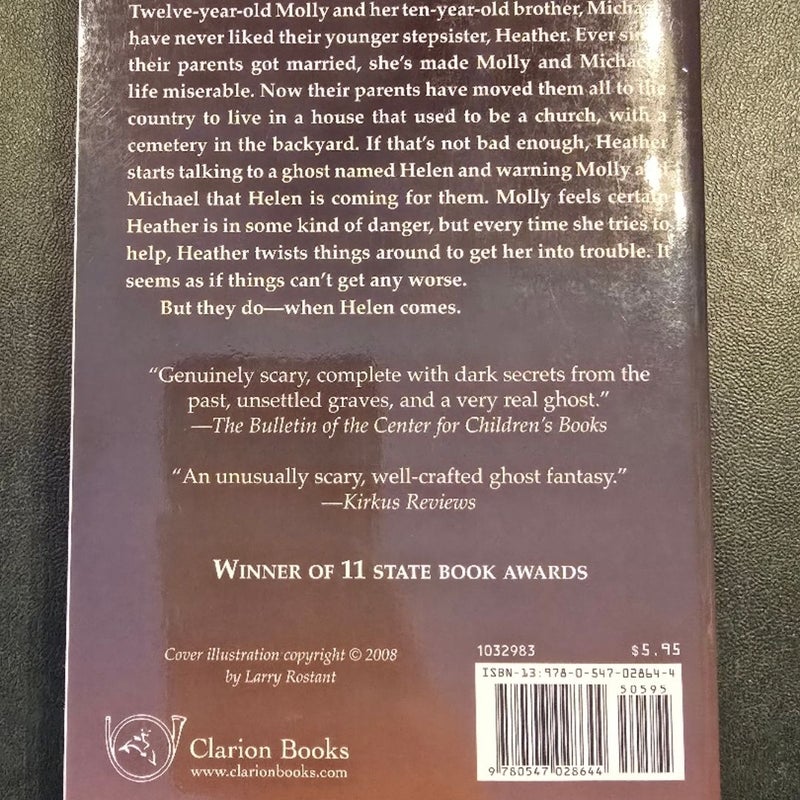 Twelve-year-old Molly and her ten-year-old brother, Michael
have never liked their younger stepsister, Heather. Ever since
their parents got married, she's made Molly and Michael's
life miserable. Now their parents have moved them all to the
country to live in a house that used to be a church, with a
cemetery in the backyard. If that's not bad enough, Heather
starts talking to a ghost named Helen and warning Molly and
Michael that Helen is coming for them. Molly feels certain
Heather is in some kind of danger, but every time she tries to
help, Heather twists things around to get her into trouble. It
seems as if things can't get any worse.
But they do—when Helen comes.
“Genuinely scary, complete with dark secrets from the
past, unsettled graves, and a very real ghost.”
—The Bulletin of the Center for Children's Books
“An unusually scary, well-crafted ghost fantasy.”
—Kirkus Reviews
WINNER OF 11 STATE BOOK AWARDS
Cover illustration copyright © 2008
by Larry Rostant
Clarion Books
www.clarionbooks.com
1032983 $5.95
ISBN-13:978-0-547-02864-4
50595
9 780547 028644